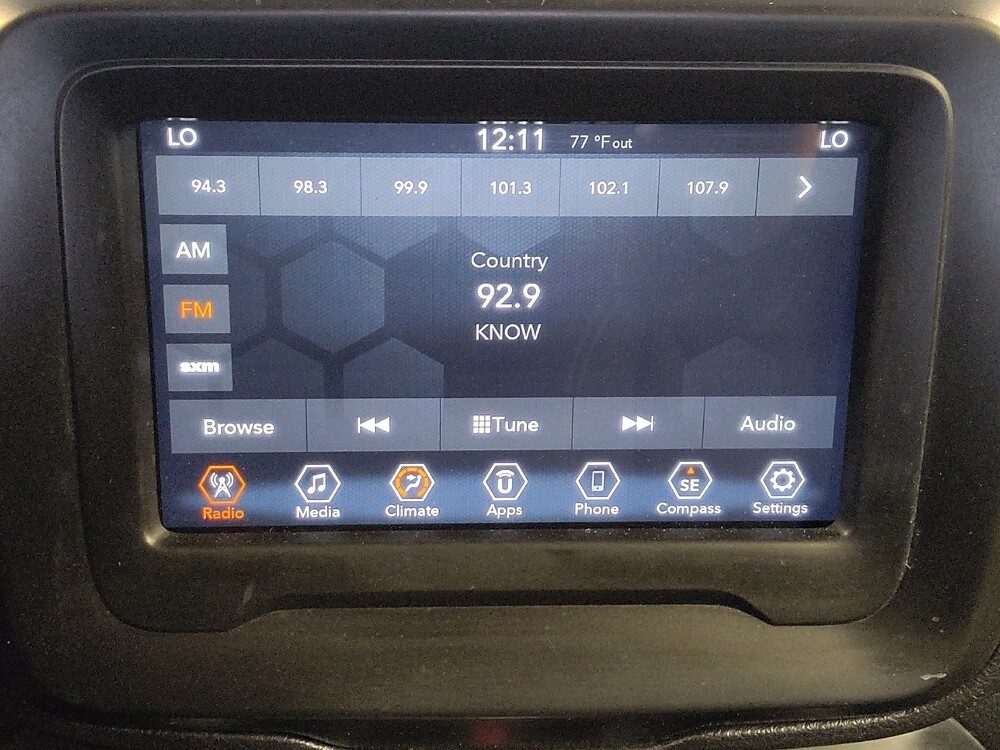 LO 12:11 77 °F out LO
94.3 98.3 99.9 101.3 102.1 107.9
AM
FM
sxm
Country
92.9
KNOW
Browse Tune Audio
SE
Radio Media Climate Apps Phone Compass Settings